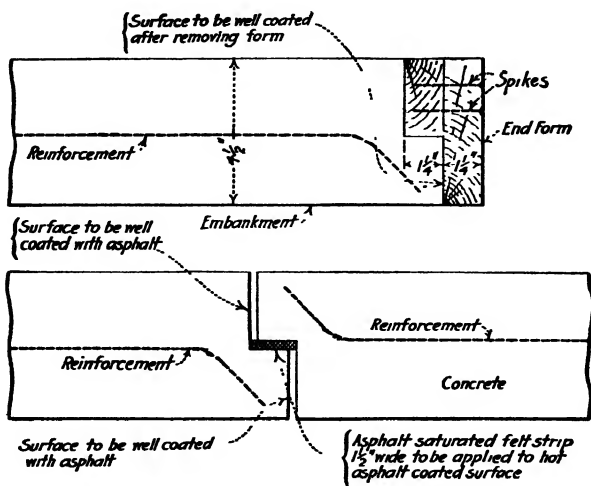 Surface to be well coated
after removing form
Spikes
End Form
Reinforcement
4½"
1¼" 1¼"
Embankment
Surface to be well
coated with asphalt
Reinforcement
Reinforcement
Concrete
Surface to be well coated
with asphalt
Asphalt saturated felt strip
1½" wide to be applied to hot
asphalt coated surface